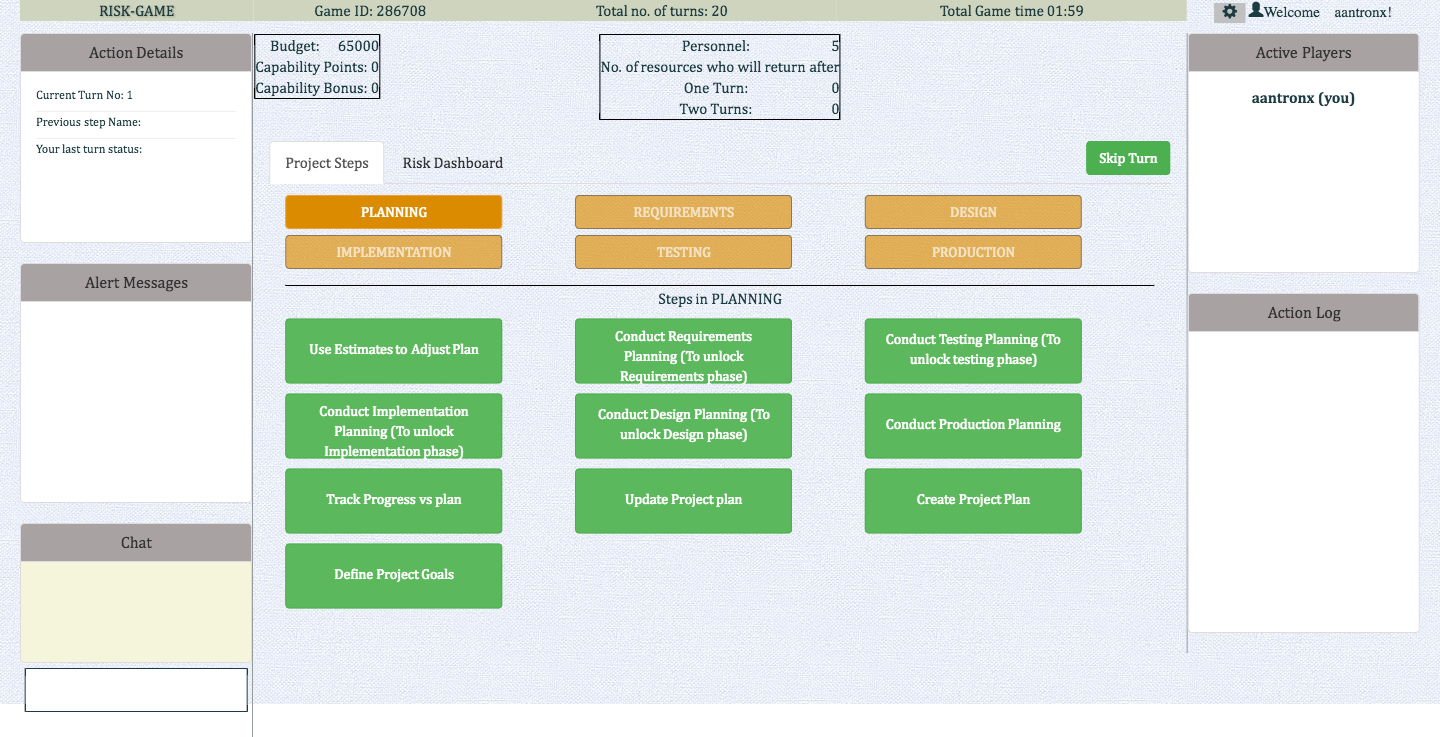 RISK-GAME
Game ID: 286708
Total no. of turns: 20
Total Game time 01:59
Welcome aantronx!
Action Details
Current Turn No: 1
Previous step Name:
Your last turn status:
Alert Messages
Chat
Budget: 65000
Capability Points: 0
Capability Bonus: 0
Personnel: 5
No. of resources who will return after
One Turn: 0
Two Turns: 0
Project Steps
Risk Dashboard
Skip Turn
PLANNING
REQUIREMENTS
DESIGN
IMPLEMENTATION
TESTING
PRODUCTION
Steps in PLANNING
Use Estimates to Adjust Plan
Conduct Requirements
Planning (To unlock
Requirements phase)
Conduct Testing Planning (To
unlock testing phase)
Conduct Implementation
Planning (To unlock
Implementation phase)
Conduct Design Planning (To
unlock Design phase)
Conduct Production Planning
Track Progress vs plan
Update Project plan
Create Project Plan
Define Project Goals
Active Players
aantronx (you)
Action Log